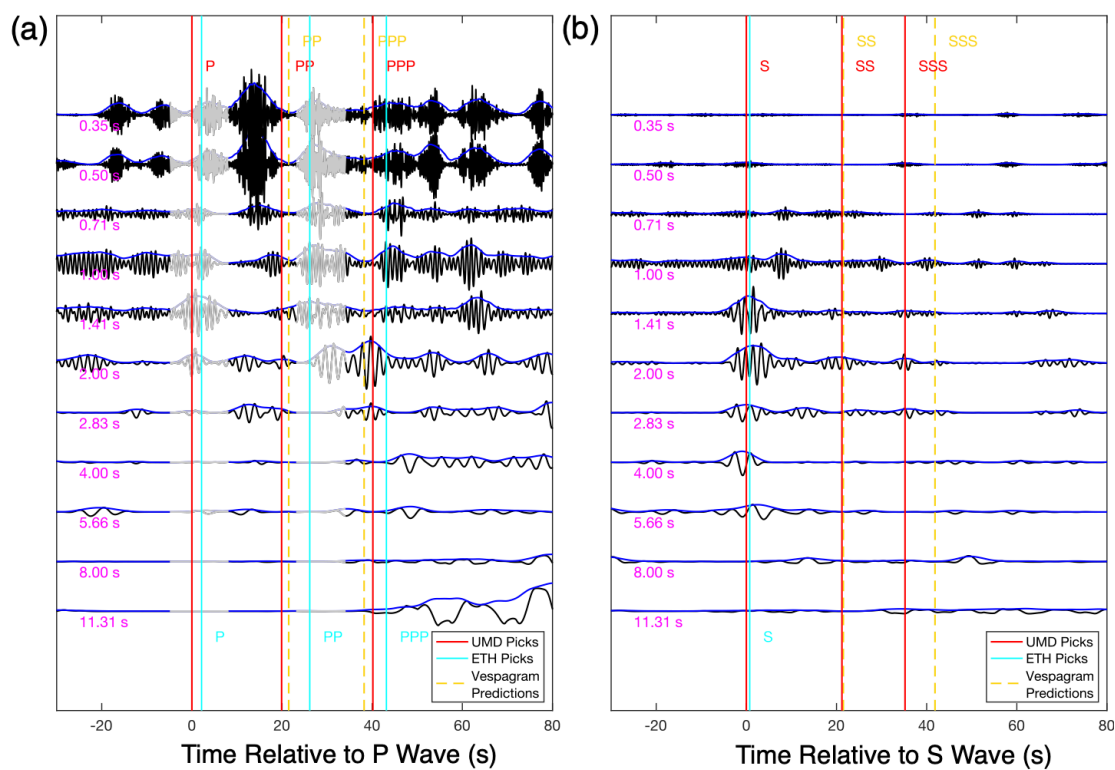 (a)
PP PPP
P PP PPP
0.35 s
0.50 s
0.71 s
1.00 s
1.41 s
2.00 s
2.83 s
4.00 s
5.66 s
8.00 s
11.31 s
P PP PPP
UMD Picks
ETH Picks
Vespagram
Predictions
-20 0 20 40 60 80
Time Relative to P Wave (s)
(b)
SS SSS
S SS SSS
0.35 s
0.50 s
0.71 s
1.00 s
1.41 s
2.00 s
2.83 s
4.00 s
5.66 s
8.00 s
11.31 s
S
UMD Picks
ETH Picks
Vespagram
Predictions
-20 0 20 40 60 80
Time Relative to S Wave (s)